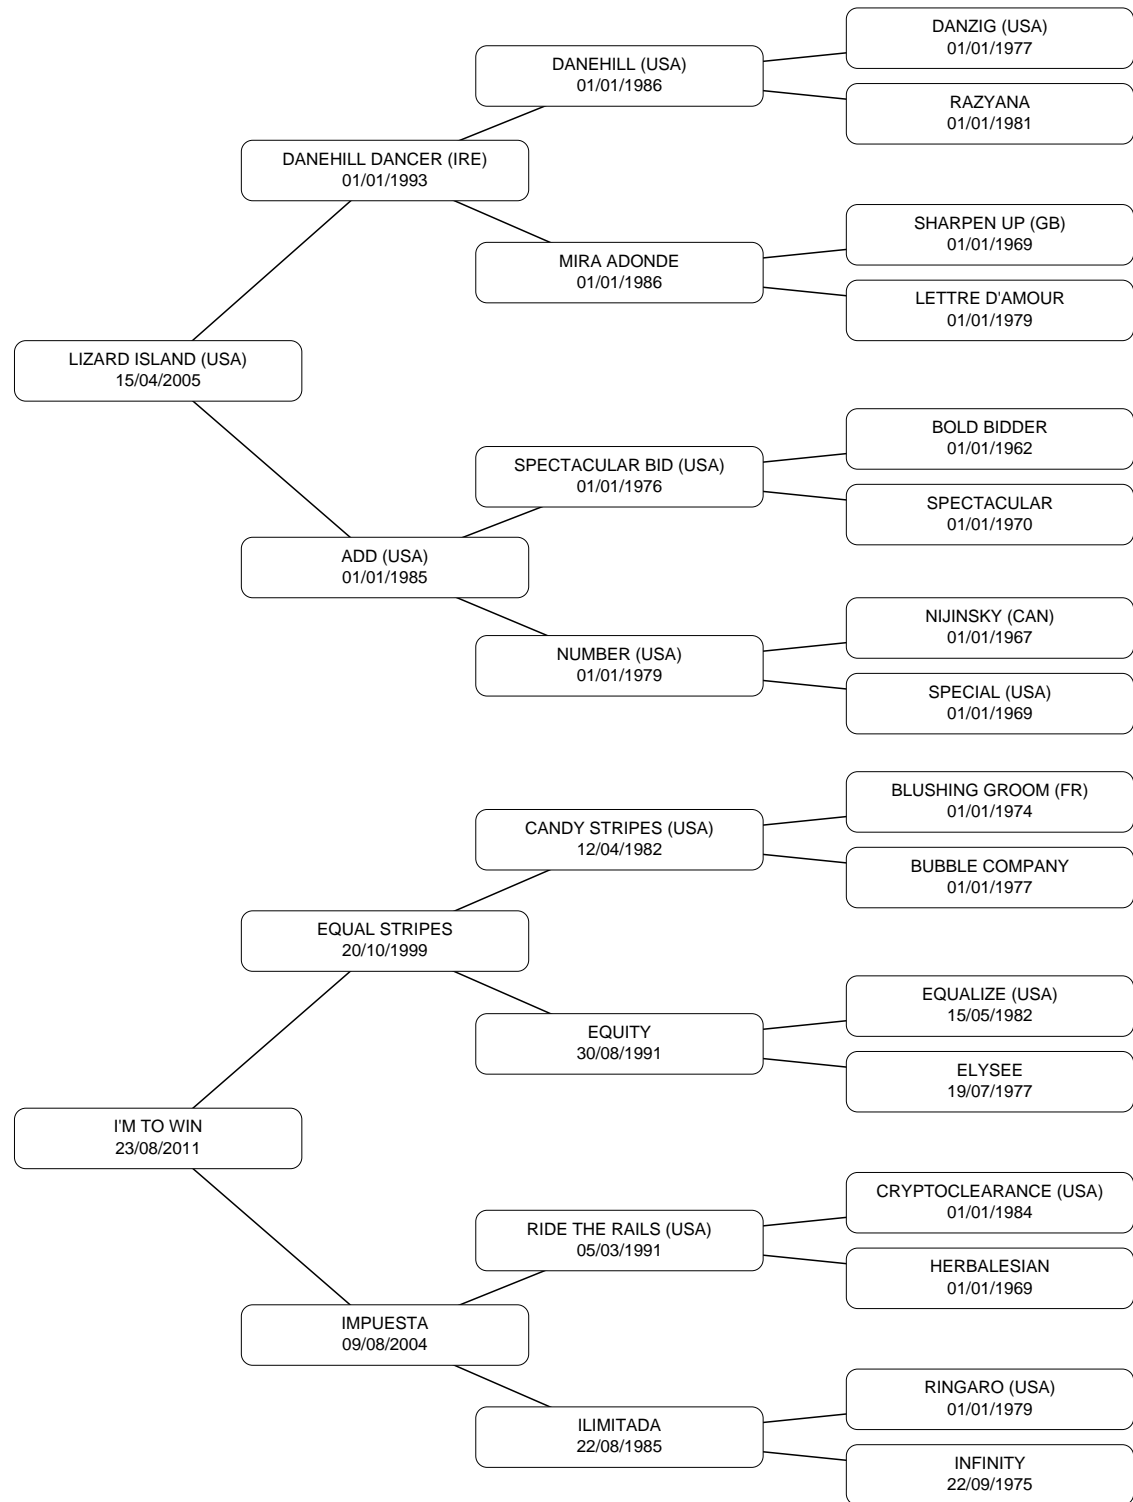 DANZIG (USA)
01/01/1977
DANEHILL (USA)
01/01/1986
RAZYANA
01/01/1981
DANEHILL DANCER (IRE)
01/01/1993
SHARPEN UP (GB)
01/01/1969
MIRA ADONDE
01/01/1986
LETTRE D'AMOUR
01/01/1979
LIZARD ISLAND (USA)
15/04/2005
BOLD BIDDER
01/01/1962
SPECTACULAR BID (USA)
01/01/1976
SPECTACULAR
01/01/1970
ADD (USA)
01/01/1985
NIJINSKY (CAN)
01/01/1967
NUMBER (USA)
01/01/1979
SPECIAL (USA)
01/01/1969
BLUSHING GROOM (FR)
01/01/1974
CANDY STRIPES (USA)
12/04/1982
BUBBLE COMPANY
01/01/1977
EQUAL STRIPES
20/10/1999
EQUALIZE (USA)
15/05/1982
EQUITY
30/08/1991
ELYSEE
19/07/1977
I'M TO WIN
23/08/2011
CRYPTOCLEARANCE (USA)
01/01/1984
RIDE THE RAILS (USA)
05/03/1991
HERBALESIAN
01/01/1969
IMPUESTA
09/08/2004
RINGARO (USA)
01/01/1979
ILIMITADA
22/08/1985
INFINITY
22/09/1975